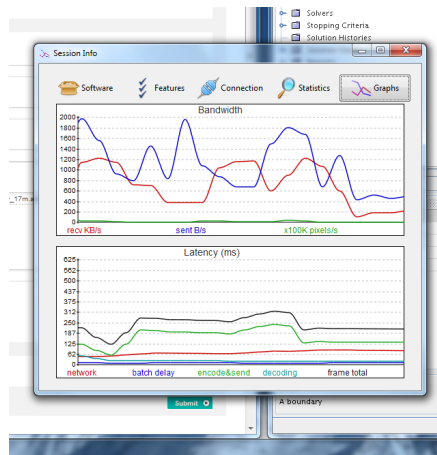 Solvers
Stopping Criteria
Solution Histories
Session Info
Software
Features
Connection
Statistics
Graphs
Bandwidth
2000
1800
1600
1400
1200
1000
800
600
400
200
0
recv KB/s
sent B/s
x100K pixels/s
_17m.
Latency (ms)
625
562
500
437
375
312
250
187
125
62
0
network
batch delay
encode&send
decoding
frame total
Submit
A boundary